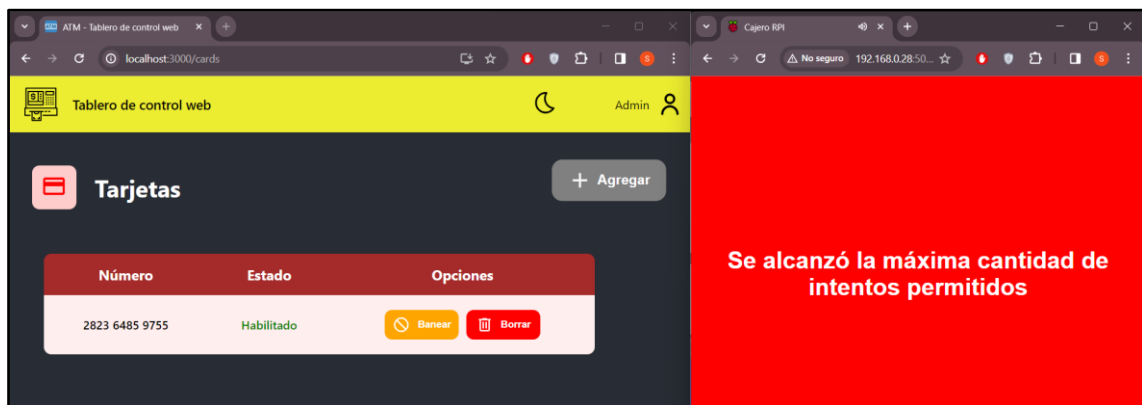 ATM - Tablero de control web
localhost:3000/cards
Tablero de control web
Admin
Tarjetas
Agregar
Número Estado Opciones
2823 6485 9755 Habilitado Banear Borrar
Cajero RPI
No seguro 192.168.0.28:50...
Se alcanzó la máxima cantidad de
intentos permitidos